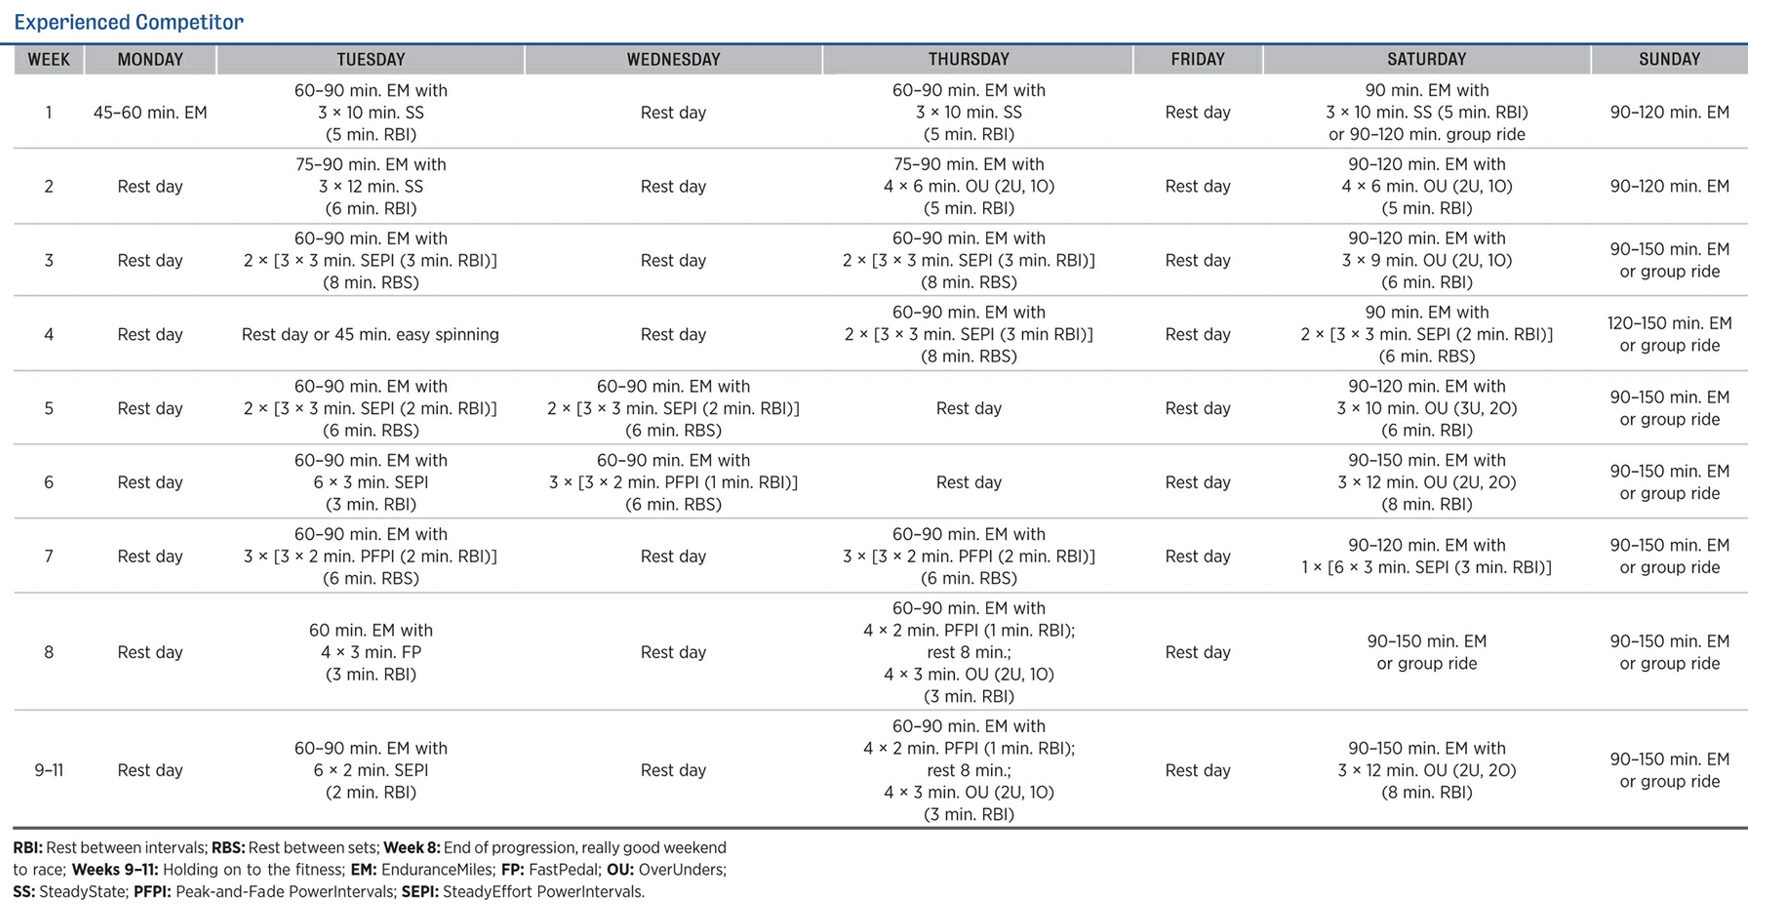 Experienced Competitor
WEEK MONDAY TUESDAY WEDNESDAY THURSDAY FRIDAY SATURDAY SUNDAY
1
45–60 min. EM
60–90 min. EM with
3 × 10 min. SS
(5 min. RBI)
Rest day
60–90 min. EM with
3 × 10 min. SS
(5 min. RBI)
Rest day
90 min. EM with
3 × 10 min. SS (5 min. RBI)
or 90–120 min. group ride
90–120 min. EM
2
Rest day
75–90 min. EM with
3 × 12 min. SS
(6 min. RBI)
Rest day
75–90 min. EM with
4 × 6 min. OU (2U, 1O)
(5 min. RBI)
Rest day
90–120 min. EM with
4 × 6 min. OU (2U, 1O)
(5 min. RBI)
90–120 min. EM
3
Rest day
60–90 min. EM with
2 × [3 × 3 min. SEPI (3 min. RBI)]
(8 min. RBS)
Rest day
60–90 min. EM with
2 × [3 × 3 min. SEPI (3 min. RBI)]
(8 min. RBS)
Rest day
90–120 min. EM with
3 × 9 min. OU (2U, 1O)
(6 min. RBI)
90–150 min. EM
or group ride
4
Rest day
Rest day or 45 min. easy spinning
Rest day
60–90 min. EM with
2 × [3 × 3 min. SEPI (3 min RBI)]
(8 min. RBS)
Rest day
90 min. EM with
2 × [3 × 3 min. SEPI (2 min. RBI)]
(6 min. RBS)
120–150 min. EM
or group ride
5
Rest day
60–90 min. EM with
2 × [3 × 3 min. SEPI (2 min. RBI)]
(6 min. RBS)
60–90 min. EM with
2 × [3 × 3 min. SEPI (2 min. RBI)]
(6 min. RBS)
Rest day
Rest day
90–120 min. EM with
3 × 10 min. OU (3U, 2O)
(6 min. RBI)
90–150 min. EM
or group ride
6
Rest day
60–90 min. EM with
6 × 3 min. SEPI
(3 min. RBI)
60–90 min. EM with
3 × [3 × 2 min. PFPI (1 min. RBI)]
(6 min. RBS)
Rest day
Rest day
90–150 min. EM with
3 × 12 min. OU (2U, 2O)
(8 min. RBI)
90–150 min. EM
or group ride
7
Rest day
60–90 min. EM with
3 × [3 × 2 min. PFPI (2 min. RBI)]
(6 min. RBS)
Rest day
60–90 min. EM with
3 × [3 × 2 min. PFPI (2 min. RBI)]
(6 min. RBS)
Rest day
90–120 min. EM with
1 × [6 × 3 min. SEPI (3 min. RBI)]
90–150 min. EM
or group ride
8
Rest day
60 min. EM with
4 × 3 min. FP
(3 min. RBI)
Rest day
60–90 min. EM with
4 × 2 min. PFPI (1 min. RBI);
rest 8 min.;
4 × 3 min. OU (2U, 1O)
(3 min. RBI)
Rest day
90–150 min. EM
or group ride
90–150 min. EM
or group ride
9–11
Rest day
60–90 min. EM with
6 × 2 min. SEPI
(2 min. RBI)
Rest day
60–90 min. EM with
4 × 2 min. PFPI (1 min. RBI);
rest 8 min.;
4 × 3 min. OU (2U, 1O)
(3 min. RBI)
Rest day
90–150 min. EM with
3 × 12 min. OU (2U, 2O)
(8 min. RBI)
90–150 min. EM
or group ride
RBI: Rest between intervals; RBS: Rest between sets; Week 8: End of progression, really good weekend
to race; Weeks 9–11: Holding on to the fitness; EM: EnduranceMiles; FP: FastPedal; OU: OverUnders;
SS: SteadyState; PFPI: Peak-and-Fade PowerIntervals; SEPI: SteadyEffort PowerIntervals.